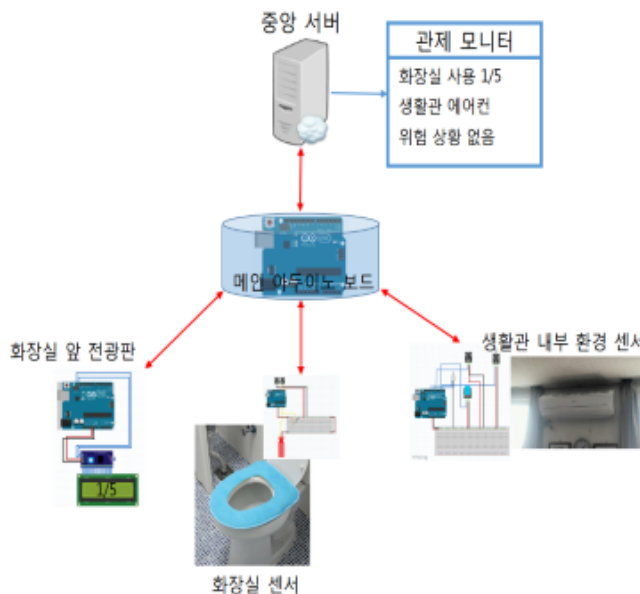 중앙 서버
관제 모니터
화장실 사용 1/5
생활관 에어컨
위험 상황 없음
메인 아두이노 보드
화장실 앞 전광판
생활관 내부 환경 센서
1/5
화장실 센서